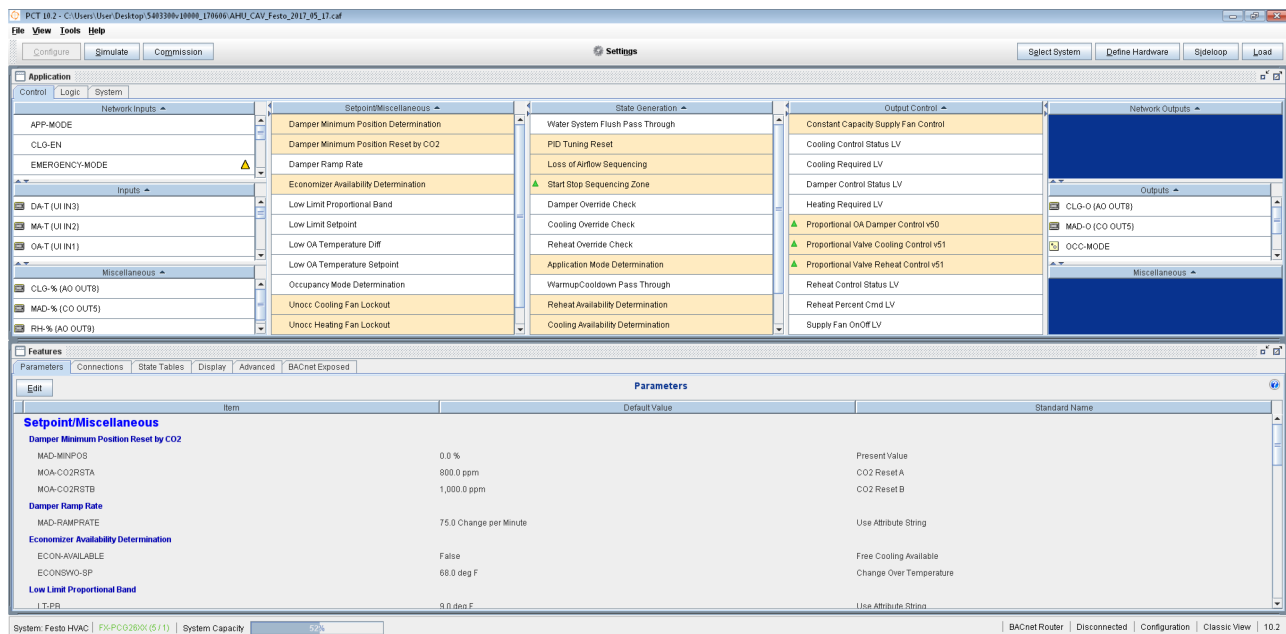 PCT 10.2 - C:\Users\User\Desktop\5403300v10000_170606\AHU_CAV_Festo_2017_05_17.caf
File View Tools Help
Configure Simulate Commission Settings Select System Define Hardware Sideloop Load
Application
Control Logic System
Network Inputs Setpoint/Miscellaneous State Generation Output Control Network Outputs
APP-MODE Damper Minimum Position Determination Water System Flush Pass Through Constant Capacity Supply Fan Control
CLG-EN Damper Minimum Position Reset by CO2 PID Tuning Reset Cooling Control Status LV
EMERGENCY-MODE Damper Ramp Rate Loss of Airflow Sequencing Cooling Required LV
Inputs Economizer Availability Determination Start Stop Sequencing Zone Damper Control Status LV Outputs
DA-T (UI IN3) Low Limit Proportional Band Damper Override Check Heating Required LV CLG-O (AO OUT8)
MA-T (UI IN2) Low Limit Setpoint Cooling Override Check Proportional OA Damper Control v50 MAD-O (CO OUT5)
OA-T (UI IN1) Low OA Temperature Diff Reheat Override Check Proportional Valve Cooling Control v51 OCC-MODE
Miscellaneous Low OA Temperature Setpoint Application Mode Determination Proportional Valve Reheat Control v51 Miscellaneous
CLG-% (AO OUT8) Occupancy Mode Determination WarmupCooldown Pass Through Reheat Control Status LV
MAD-% (CO OUT5) Unocc Cooling Fan Lockout Reheat Availability Determination Reheat Percent Cmd LV
RH-% (AO OUT9) Unocc Heating Fan Lockout Cooling Availability Determination Supply Fan OnOff LV
Features
Parameters Connections State Tables Display Advanced BACnet Exposed
Edit Parameters
Item Default Value Standard Name
Setpoint/Miscellaneous
Damper Minimum Position Reset by CO2
MAD-MINPOS 0.0 % Present Value
MOA-CO2RSTA 800.0 ppm CO2 Reset A
MOA-CO2RSTB 1,000.0 ppm CO2 Reset B
Damper Ramp Rate
MAD-RAMPRATE 75.0 Change per Minute Use Attribute String
Economizer Availability Determination
ECON-AVAILABLE False Free Cooling Available
ECONSWO-SP 68.0 deg F Change Over Temperature
Low Limit Proportional Band
LT-PB 9.0 deg F Use Attribute String
System: Festo HVAC FX-PCG26XX (5 / 1) System Capacity 52% BACnet Router Disconnected Configuration Classic View 10.2